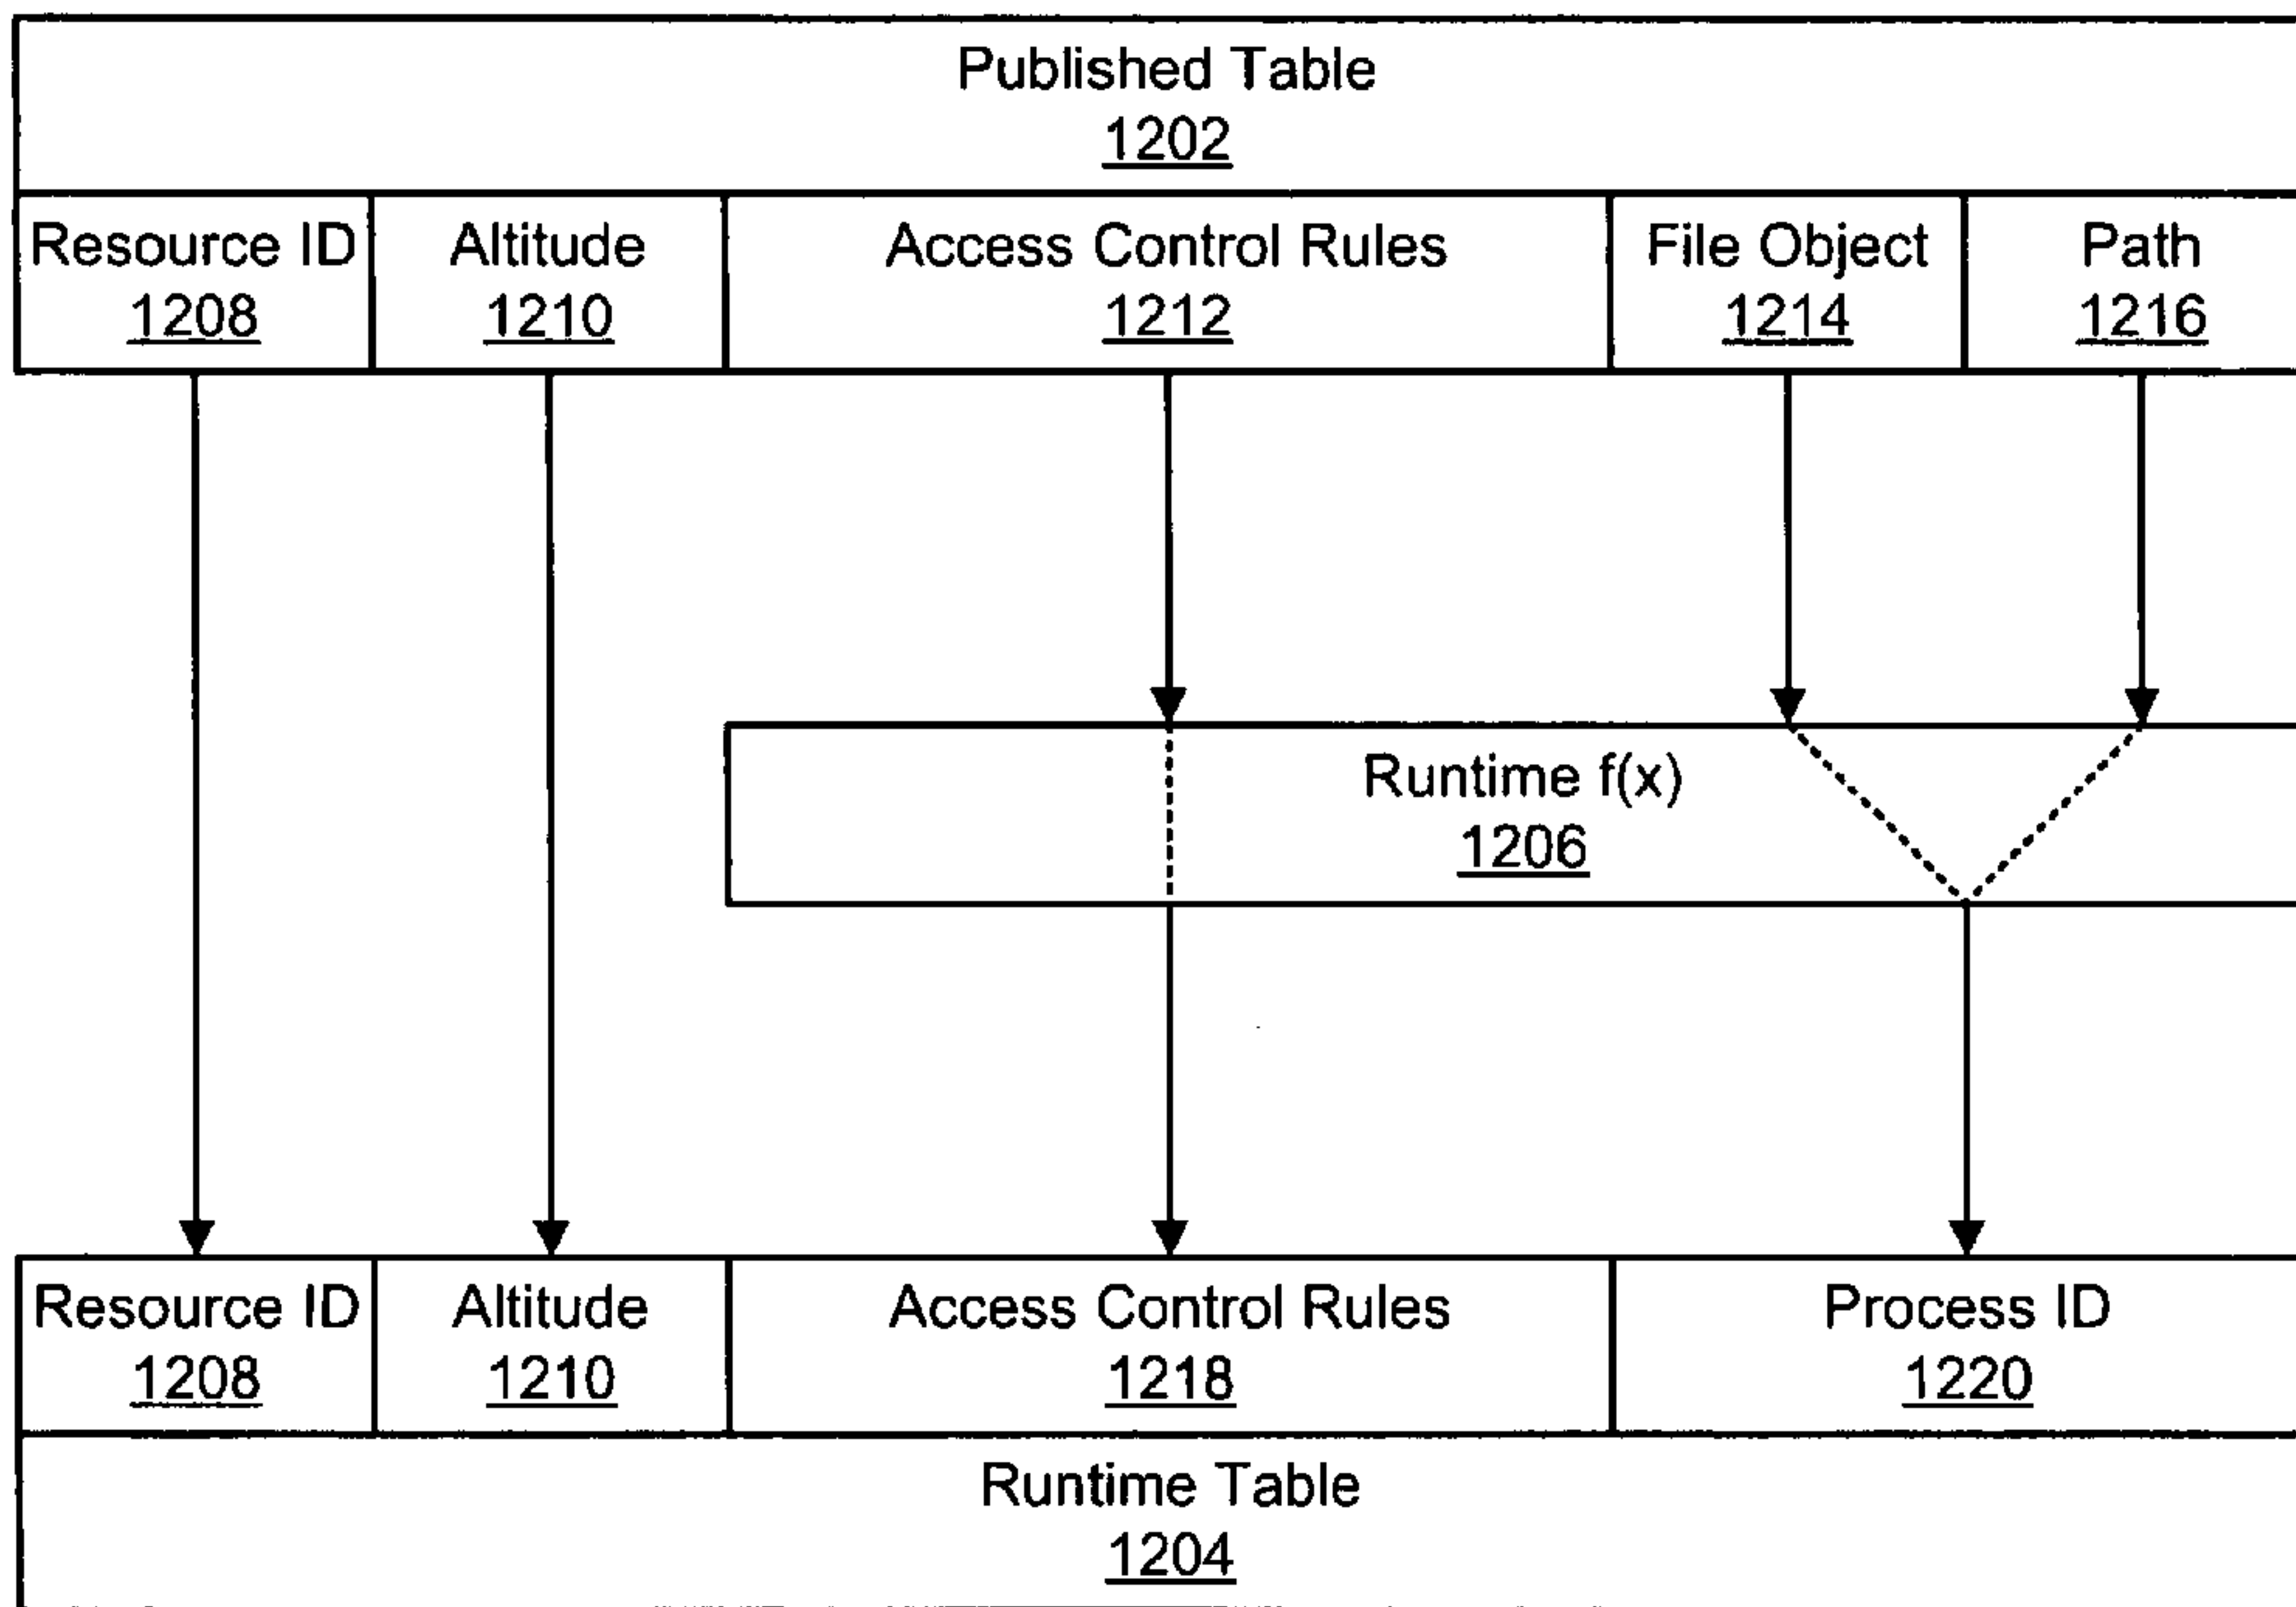 Published Table
1202
Resource ID
1208
Altitude
1210
Access Control Rules
1212
File Object
1214
Path
1216
Runtime f(x)
1206
Resource ID
1208
Altitude
1210
Access Control Rules
1218
Process ID
1220
Runtime Table
1204